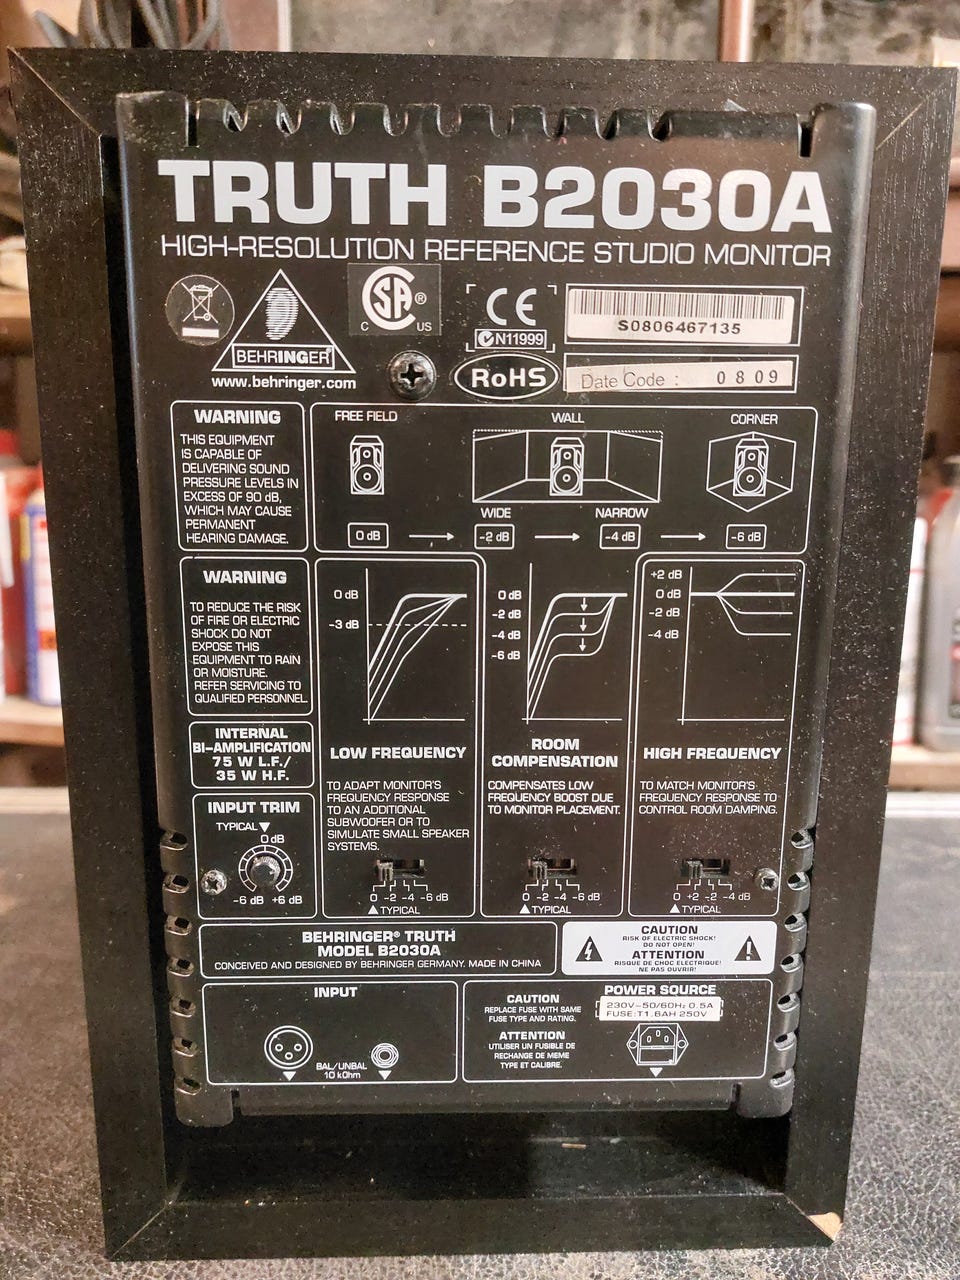 TRUTH B2030A
HIGH-RESOLUTION REFERENCE STUDIO MONITOR
BEHRINGER
www.behringer.com
SA
®
C US
CE
N11999
RoHS
S0806467135
Date Code : 0809
WARNING
THIS EQUIPMENT
IS CAPABLE OF
DELIVERING SOUND
PRESSURE LEVELS IN
EXCESS OF 90 dB,
WHICH MAY CAUSE
PERMANENT
HEARING DAMAGE.
FREE FIELD
WALL
CORNER
WIDE
NARROW
0 dB
-2 dB
-4 dB
-6 dB
WARNING
TO REDUCE THE RISK
OF FIRE OR ELECTRIC
SHOCK DO NOT
EXPOSE THIS
EQUIPMENT TO RAIN
OR MOISTURE.
REFER SERVICING TO
QUALIFIED PERSONNEL.
INTERNAL
BI-AMPLIFICATION
75 W L.F./
35 W H.F.
INPUT TRIM
TYPICAL
0 dB
-6 dB +6 dB
0 dB
-3 dB
LOW FREQUENCY
TO ADAPT MONITOR'S
FREQUENCY RESPONSE
TO AN ADDITIONAL
SUBWOOFER OR TO
SIMULATE SMALL SPEAKER
SYSTEMS.
0 -2 -4 -6 dB
TYPICAL
0 dB
-2 dB
-4 dB
-6 dB
ROOM
COMPENSATION
COMPENSATES LOW
FREQUENCY BOOST DUE
TO MONITOR PLACEMENT.
0 -2 -4 -6 dB
TYPICAL
+2 dB
0 dB
-2 dB
-4 dB
HIGH FREQUENCY
TO MATCH MONITOR'S
FREQUENCY RESPONSE TO
CONTROL ROOM DAMPING.
0 +2 -2 -4 dB
TYPICAL
BEHRINGER® TRUTH
MODEL B2030A
CONCEIVED AND DESIGNED BY BEHRINGER GERMANY. MADE IN CHINA
CAUTION
RISK OF ELECTRIC SHOCK!
DO NOT OPEN!
ATTENTION
RISQUE DE CHOC ELECTRIQUE!
NE PAS OUVRIR!
INPUT
BAL/UNBAL
10 kOhm
CAUTION
REPLACE FUSE WITH SAME
FUSE TYPE AND RATING.
ATTENTION
UTILISER UN FUSIBLE DE
RECHANGE DE MEME
TYPE ET CALIBRE.
POWER SOURCE
230V~50/60Hz 0.5A
FUSE:T1.6AH 250V